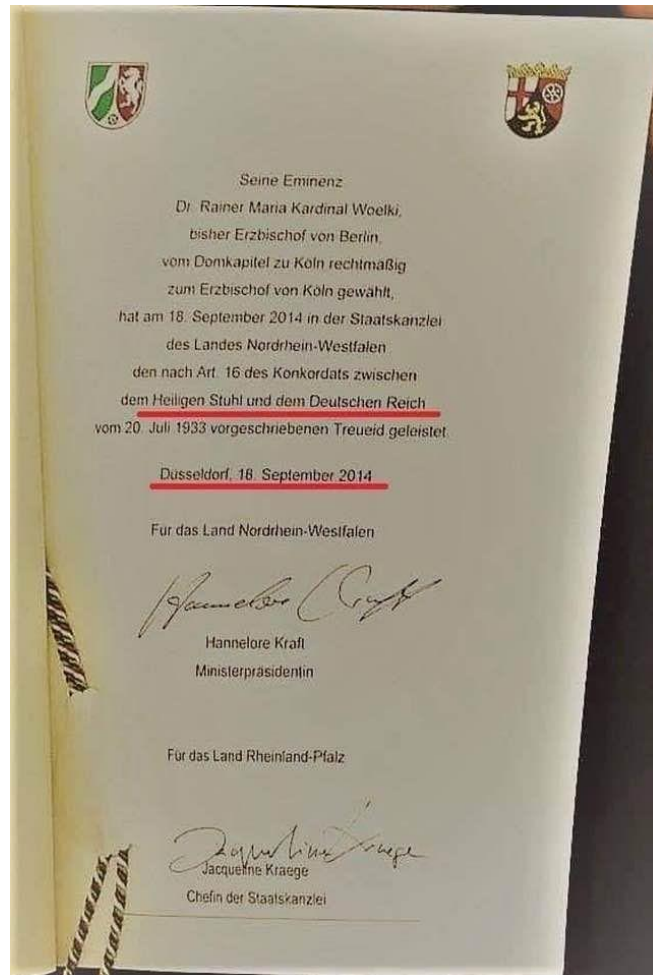 Seine Eminenz
Dr. Rainer Maria Kardinal Woelki,
bisher Erzbischof von Berlin,
vom Domkapitel zu Köln rechtmäßig
zum Erzbischof von Köln gewählt,
hat am 18. September 2014 in der Staatskanzlei
des Landes Nordrhein-Westfalen
den nach Art. 16 des Konkordats zwischen
dem Heiligen Stuhl und dem Deutschen Reich
vom 20. Juli 1933 vorgeschriebenen Treueid geleistet.
Düsseldorf, 18. September 2014
Für das Land Nordrhein-Westfalen
Hannelore Kraft
Hannelore Kraft
Ministerpräsidentin
Für das Land Rheinland-Pfalz
Jacqueline Kraege
Jacqueline Kraege
Chefin der Staatskanzlei